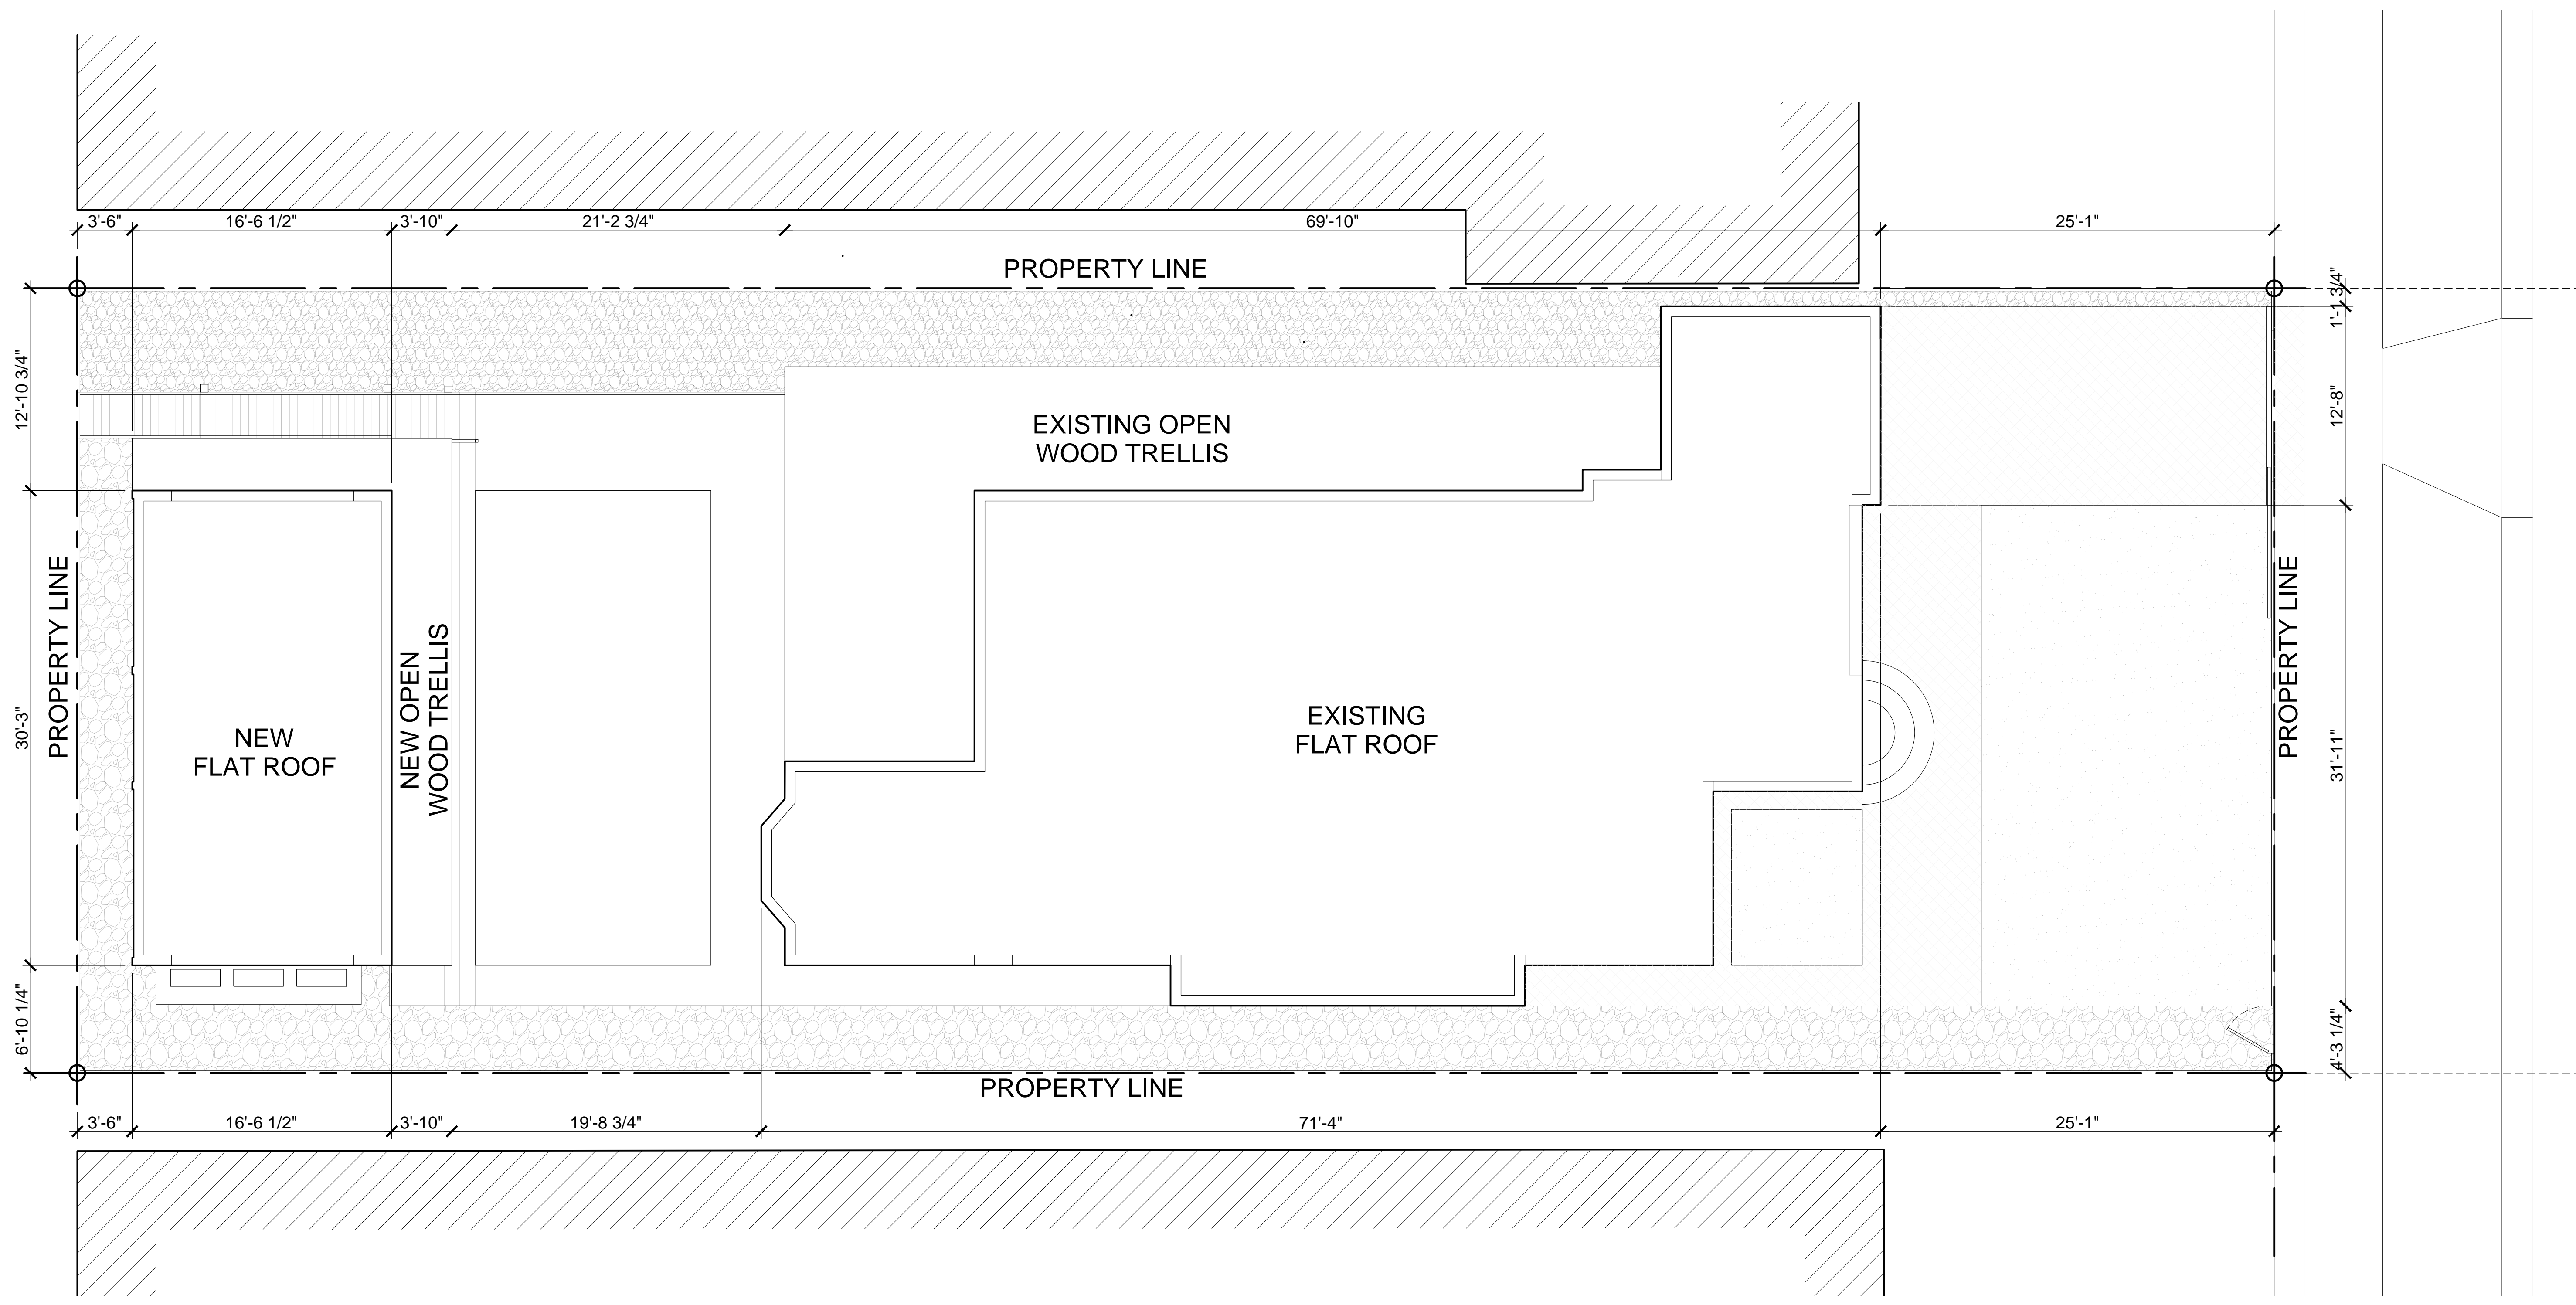 3'-6"
16'-6 1/2"
3'-10"
21'-2 3/4"
69'-10"
25'-1"
PROPERTY LINE
1'-1 3/4"
12'-10 3/4"
12'-8"
EXISTING OPEN
WOOD TRELLIS
PROPERTY LINE
30'-3"
NEW
FLAT ROOF
NEW OPEN
WOOD TRELLIS
EXISTING
FLAT ROOF
PROPERTY LINE
31'-11"
6'-10 1/4"
4'-3 1/4"
PROPERTY LINE
3'-6"
16'-6 1/2"
3'-10"
19'-8 3/4"
71'-4"
25'-1"